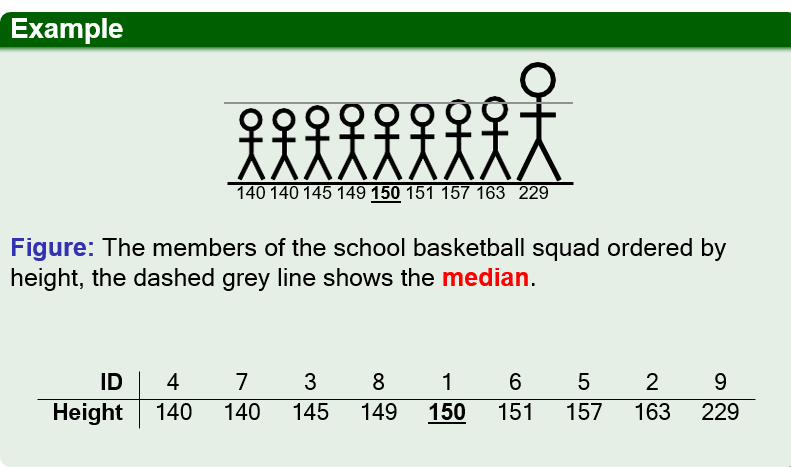 Example
140 140 145 149 150 151 157 163 229
Figure: The members of the school basketball squad ordered by
height, the dashed grey line shows the median.
ID 4 7 3 8 1 6 5 2 9
Height 140 140 145 149 150 151 157 163 229